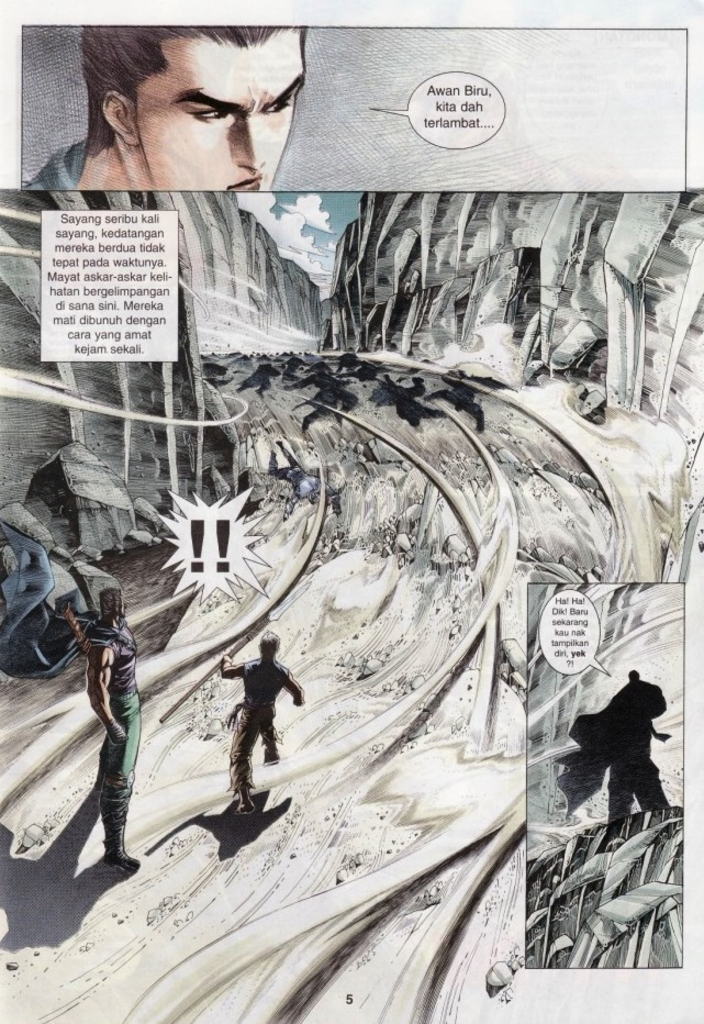 Awan Biru,
kita dah
terlambat....
Sayang seribu kali
sayang, kedatangan
mereka berdua tidak
tepat pada waktunya.
Mayat askar-askar keli-
hatan bergelimpangan
di sana sini. Mereka
mati dibunuh dengan
cara yang amat
kejam sekali.
!!
Ha! Ha!
Dik! Baru
sekarang
kau nak
tampilkan
diri, yek
?!
5